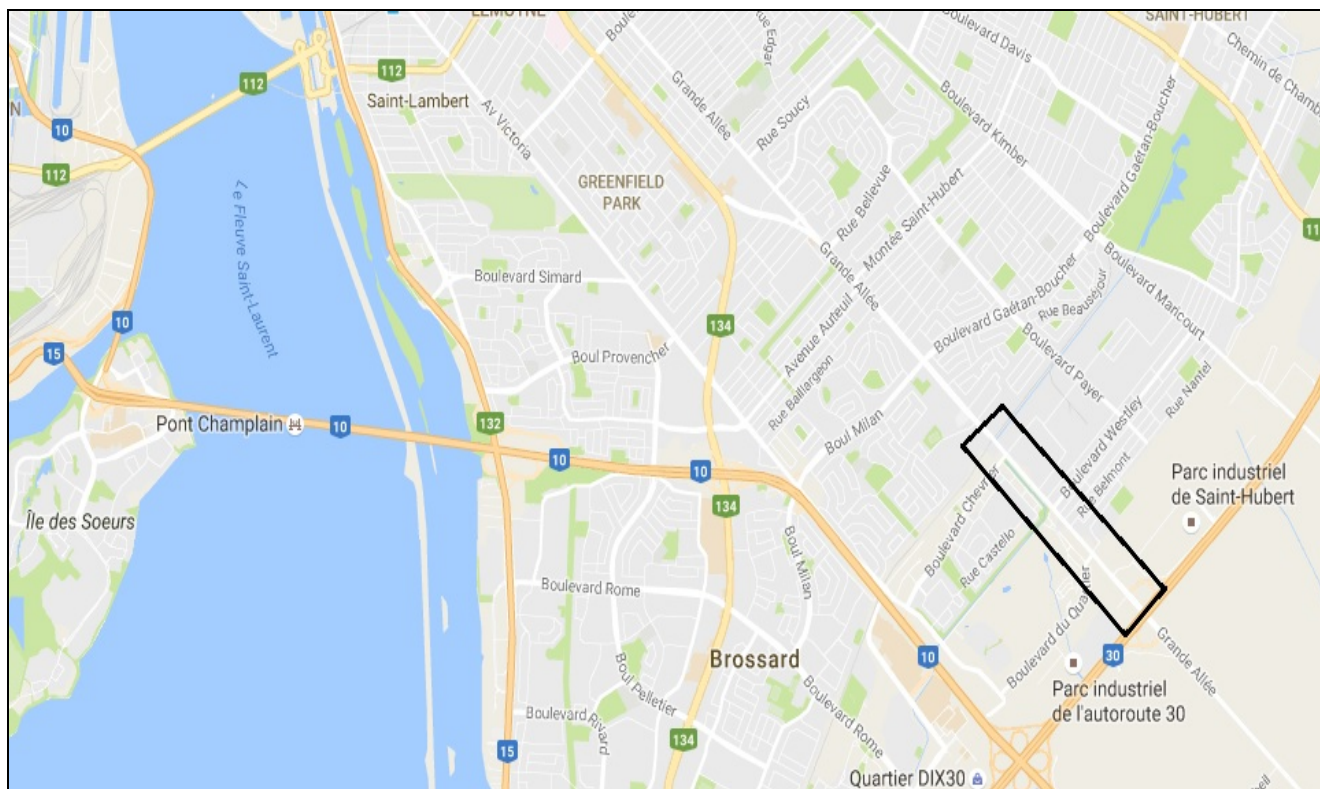 LEMOYNE
SAINT-HUBERT
Boulevard Davis
Chemin de Chamb
Rue Edgar
Grande Allée
112
112
Saint-Lambert
Av Victoria
Rue Soucy
Boulevard Kimber
Boulevard Gaétan-Boucher
N
10
112
Le Fleuve Saint-Laurent
GREENFIELD
PARK
Rue Bellevue
Montée Saint-Hubert
11
Boulevard Simard
Grande Allée
Boulevard Gaétan-Boucher
Rue Beauséjour
Boulevard Maricourt
10
134
15
Boul Provencher
Avenue Auteuil
Rue Baillargeon
Boulevard Payer
Rue Nantel
Pont Champlain
10
132
Boul Milan
Boulevard Westley
Rue Belmont
10
10
134
Boulevard Chevrier
Parc industriel
de Saint-Hubert
Île des Soeurs
Boul Milan
Rue Castello
Boulevard Rome
Boulevard du Quartier
Brossard
10
30
Grande Allée
Boul Pelletier
Boulevard Rome
Parc industriel
de l'autoroute 30
Boulevard Rivard
15
134
Quartier DIX30